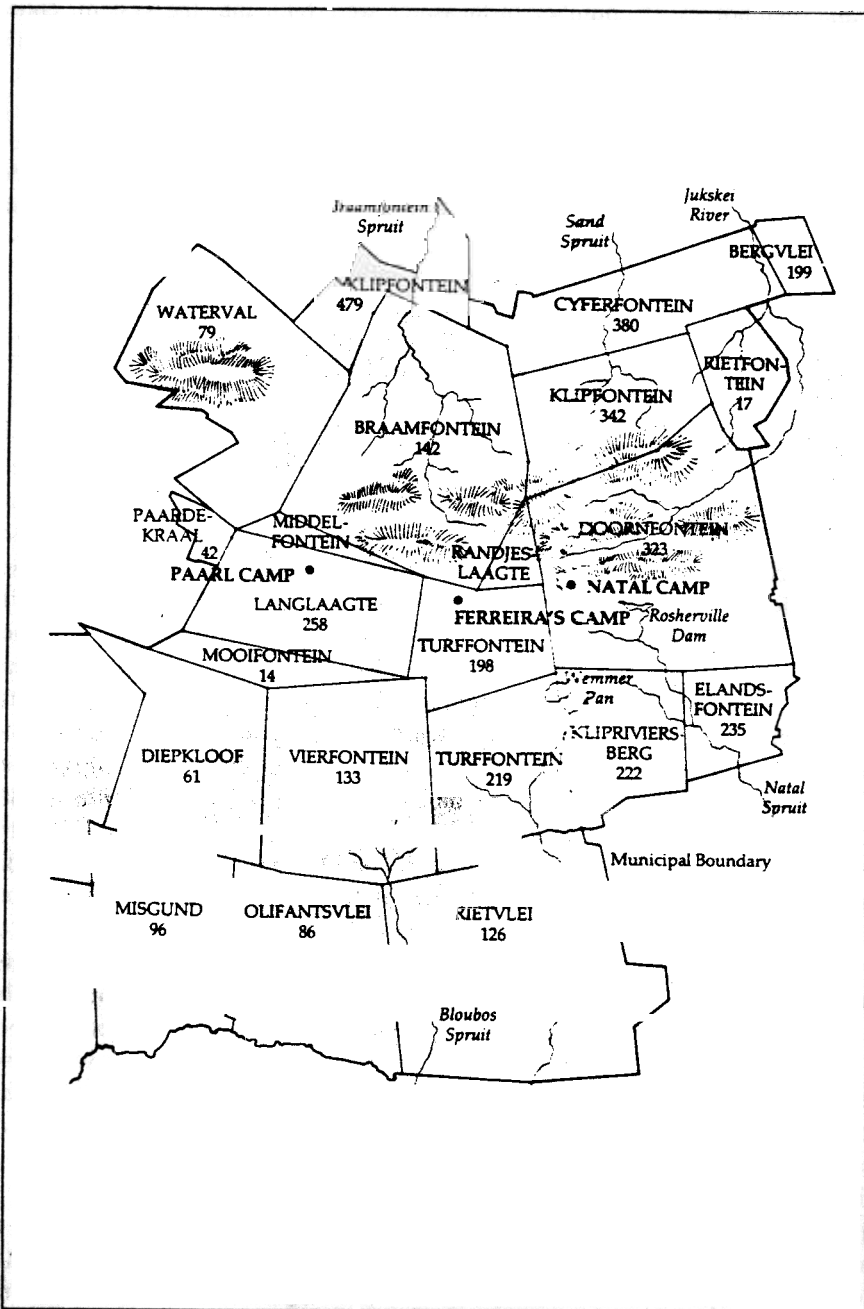 Braamfontein
Spruit
Jukskei
River
Sand
Spruit
BERGVLEI
199
KLIPFONTEIN
479
WATERVAL
79
CYFERFONTEIN
380
RIETFON-
TEIN
17
KLIPFONTEIN
342
BRAAMFONTEIN
142
PAARDE-
KRAAL
42
MIDDEL-
FONTEIN
DOORNFONTEIN
323
RANDJES-
LAAGTE
PAARL CAMP
NATAL CAMP
LANGLAAGTE
258
FERREIRA'S CAMP
Rosherville
Dam
TURFFONTEIN
198
MOOIFONTEIN
14
Wemmer
Pan
ELANDS-
FONTEIN
235
DIEPKLOOF
61
VIERFONTEIN
133
TURFFONTEIN
219
KLIPRIVIERS-
BERG
222
Natal
Spruit
Municipal Boundary
MISGUND
96
OLIFANTSVLEI
86
RIETVLEI
126
Bloubos
Spruit